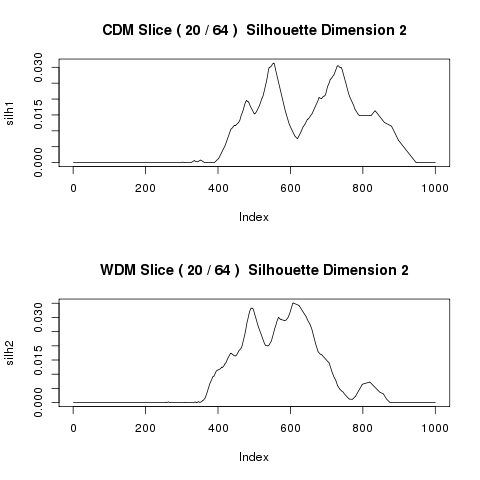 CDM Slice ( 20 / 64 )  Silhouette Dimension 2
silh1
0.030
0.015
0.000
0 200 400 600 800 1000
Index
WDM Slice ( 20 / 64 )  Silhouette Dimension 2
silh2
0.030
0.015
0.000
0 200 400 600 800 1000
Index